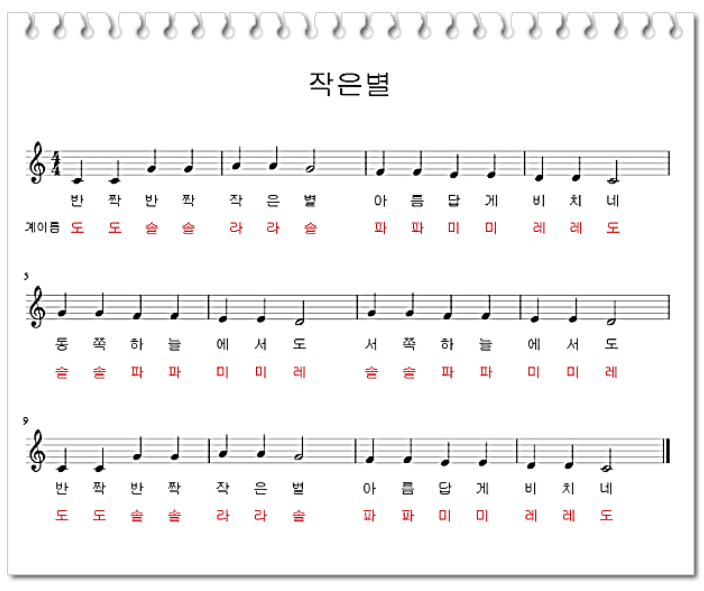 작은별
4
4
반 짝 반 짝 작 은 별 아 름 답 게 비 치 네
계이름 도 도 솔 솔 라 라 솔 파 파 미 미 레 레 도
5
동 쪽 하 늘 에 서 도 서 쪽 하 늘 에 서 도
솔 솔 파 파 미 미 레 솔 솔 파 파 미 미 레
9
반 짝 반 짝 작 은 별 아 름 답 게 비 치 네
도 도 솔 솔 라 라 솔 파 파 미 미 레 레 도